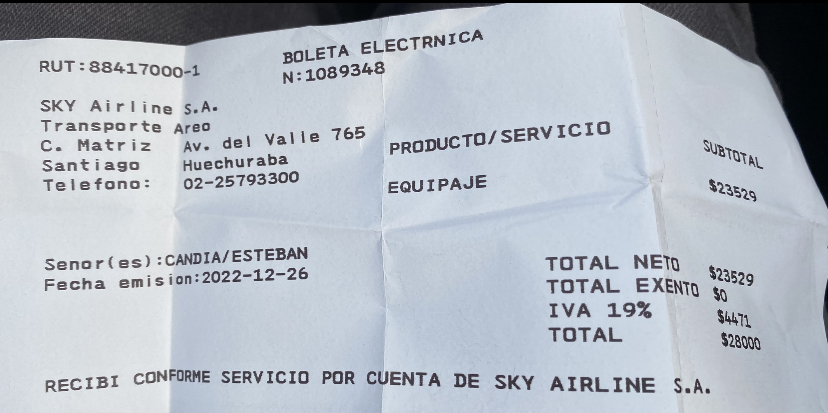 RUT:88417000-1
BOLETA ELECTRNICA
N:1089348
SKY Airline S.A.
Transporte Areo
C. Matriz Av. del Valle 765
Santiago Huechuraba
Telefono: 02-25793300
PRODUCTO/SERVICIO SUBTOTAL
EQUIPAJE $23529
Senor(es):CANDIA/ESTEBAN
Fecha emision:2022-12-26
TOTAL NETO $23529
TOTAL EXENTO $0
IVA 19% $4471
TOTAL $28000
RECIBI CONFORME SERVICIO POR CUENTA DE SKY AIRLINE S.A.